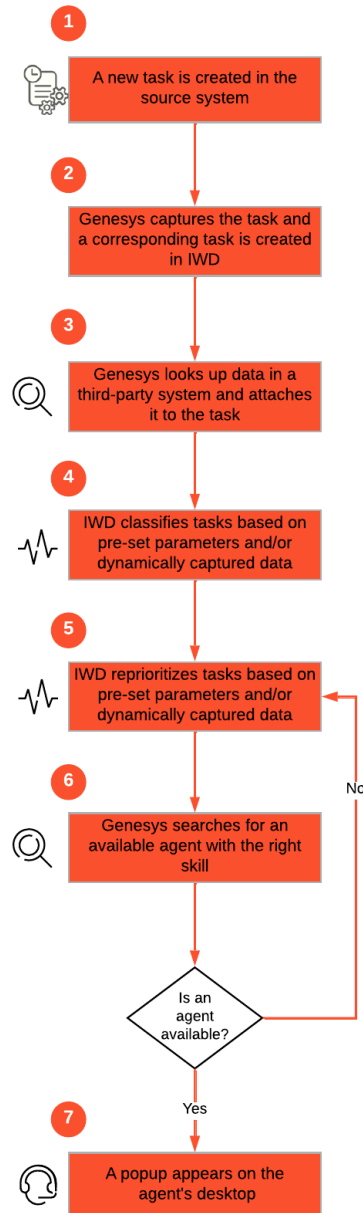 1
A new task is created in the
source system
2
Genesys captures the task and
a corresponding task is created
in IWD
3
Genesys looks up data in a
third-party system and attaches
it to the task
4
IWD classifies tasks based on
pre-set parameters and/or
dynamically captured data
5
IWD reprioritizes tasks based on
pre-set parameters and/or
dynamically captured data
6
Genesys searches for an
available agent with the right
skill
No
Is an
agent
available?
Yes
7
A popup appears on the
agent's desktop